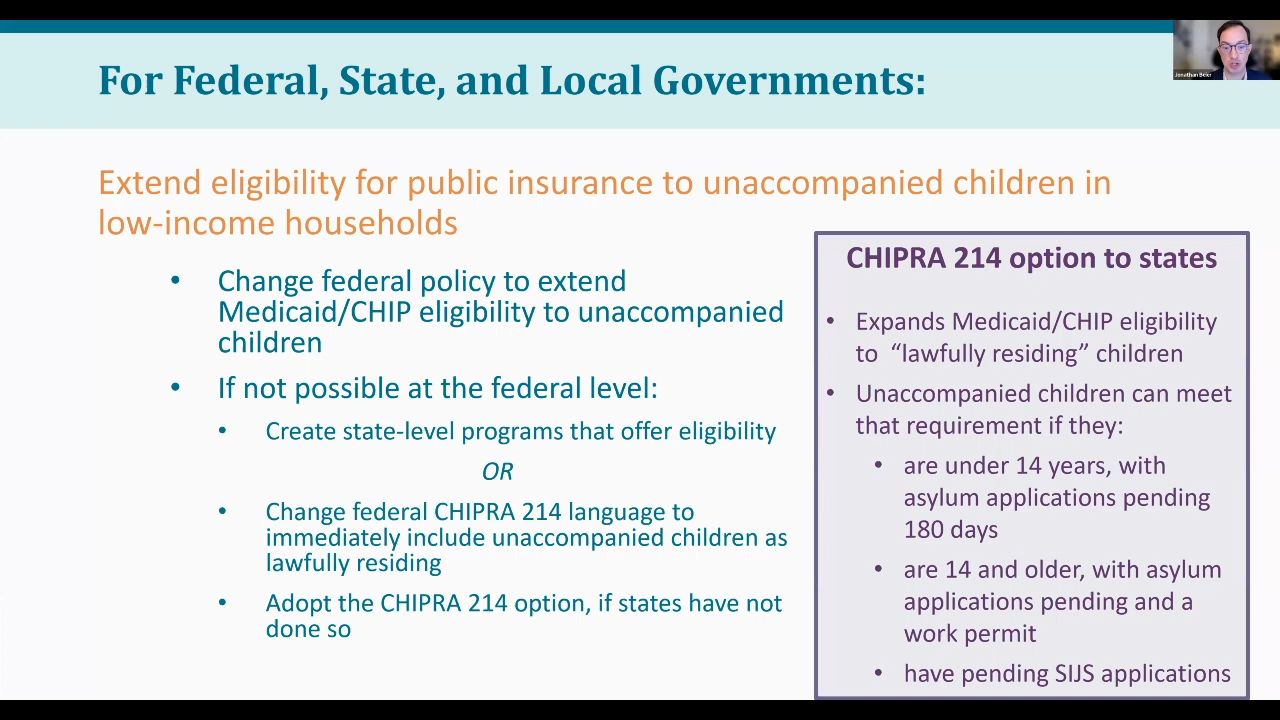 For Federal, State, and Local Governments:
Jonathan Beier
Extend eligibility for public insurance to unaccompanied children in
low-income households
• Change federal policy to extend
Medicaid/CHIP eligibility to unaccompanied
children
• If not possible at the federal level:
• Create state-level programs that offer eligibility
OR
• Change federal CHIPRA 214 language to
immediately include unaccompanied children as
lawfully residing
• Adopt the CHIPRA 214 option, if states have not
done so
CHIPRA 214 option to states
• Expands Medicaid/CHIP eligibility
to “lawfully residing” children
• Unaccompanied children can meet
that requirement if they:
• are under 14 years, with
asylum applications pending
180 days
• are 14 and older, with asylum
applications pending and a
work permit
• have pending SIJS applications